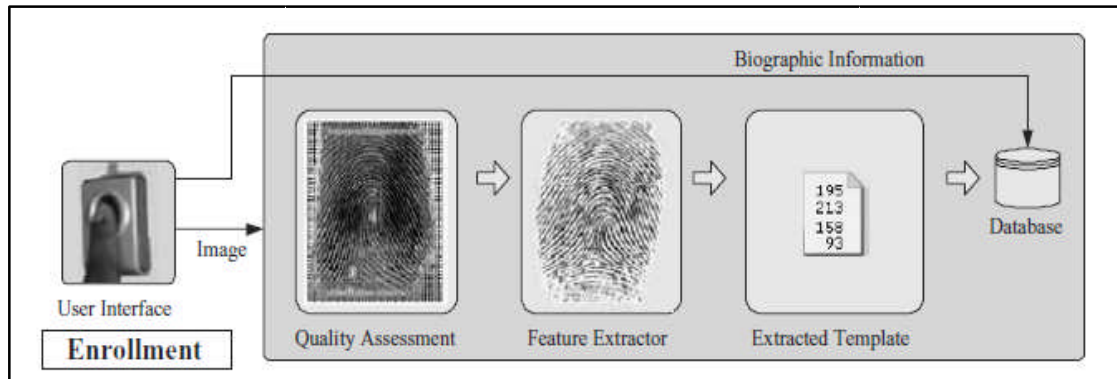 Biographic Information
195
213
158
93
Database
Image
User Interface
Quality Assessment
Feature Extractor
Extracted Template
Enrollment